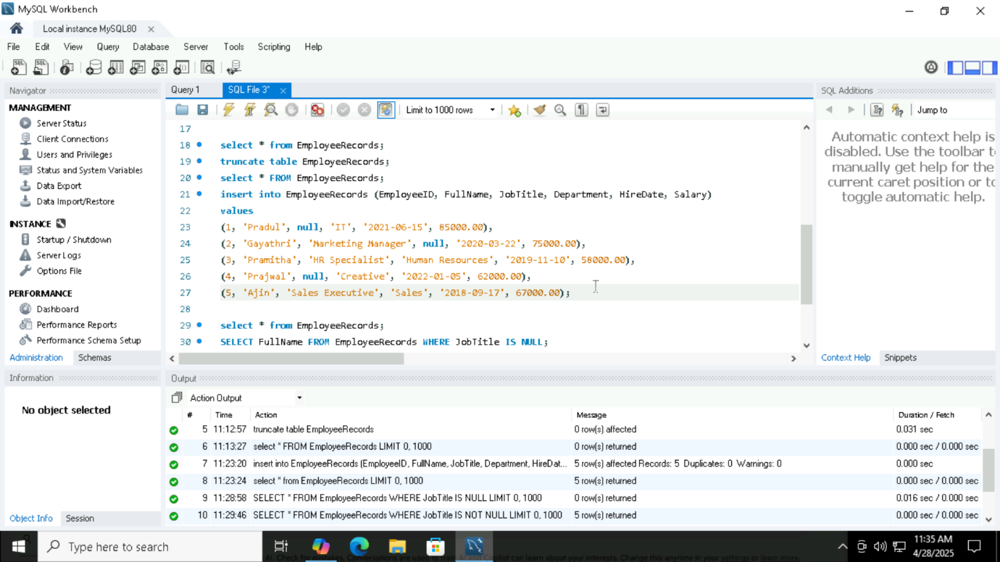 MySQL Workbench
Local instance MySQL80
File Edit View Query Database Server Tools Scripting Help
Navigator
MANAGEMENT
Server Status
Client Connections
Users and Privileges
Status and System Variables
Data Export
Data Import/Restore
INSTANCE
Startup / Shutdown
Server Logs
Options File
PERFORMANCE
Dashboard
Performance Reports
Performance Schema Setup
Administration Schemas
Information
No object selected
Object Info Session
Query 1 SQL File 3*
Limit to 1000 rows
17
18 select * from EmployeeRecords;
19 truncate table EmployeeRecords;
20 select * FROM EmployeeRecords;
21 insert into EmployeeRecords (EmployeeID, FullName, JobTitle, Department, HireDate, Salary)
22 values
23 (1, 'Pradul', null, 'IT', '2021-06-15', 85000.00),
24 (2, 'Gayathri', 'Marketing Manager', null, '2020-03-22', 75000.00),
25 (3, 'Pramitha', 'HR Specialist', 'Human Resources', '2019-11-10', 58000.00),
26 (4, 'Prajwal', null, 'Creative', '2022-01-05', 62000.00),
27 (5, 'Ajin', 'Sales Executive', 'Sales', '2018-09-17', 67000.00);
28
29 select * from EmployeeRecords;
30 SELECT FullName FROM EmployeeRecords WHERE JobTitle IS NULL;
SQL Additions
Jump to
Automatic context help is
disabled. Use the toolbar to
manually get help for the
current caret position or to
toggle automatic help.
Context Help Snippets
Output
Action Output
# Time Action Message Duration / Fetch
5 11:12:57 truncate table EmployeeRecords 0 row(s) affected 0.031 sec
6 11:13:27 select * FROM EmployeeRecords LIMIT 0, 1000 0 row(s) returned 0.000 sec / 0.000 sec
7 11:23:20 insert into EmployeeRecords (EmployeeID, FullName, JobTitle, Department, HireDat... 5 row(s) affected Records: 5 Duplicates: 0 Warnings: 0 0.000 sec
8 11:23:24 select * from EmployeeRecords LIMIT 0, 1000 5 row(s) returned 0.000 sec / 0.000 sec
9 11:28:58 SELECT * FROM EmployeeRecords WHERE JobTitle IS NULL LIMIT 0, 1000 0 row(s) returned 0.016 sec / 0.000 sec
10 11:29:46 SELECT * FROM EmployeeRecords WHERE JobTitle IS NOT NULL LIMIT 0, 1000 5 row(s) returned 0.000 sec / 0.000 sec
Type here to search
11:35 AM
4/28/2025